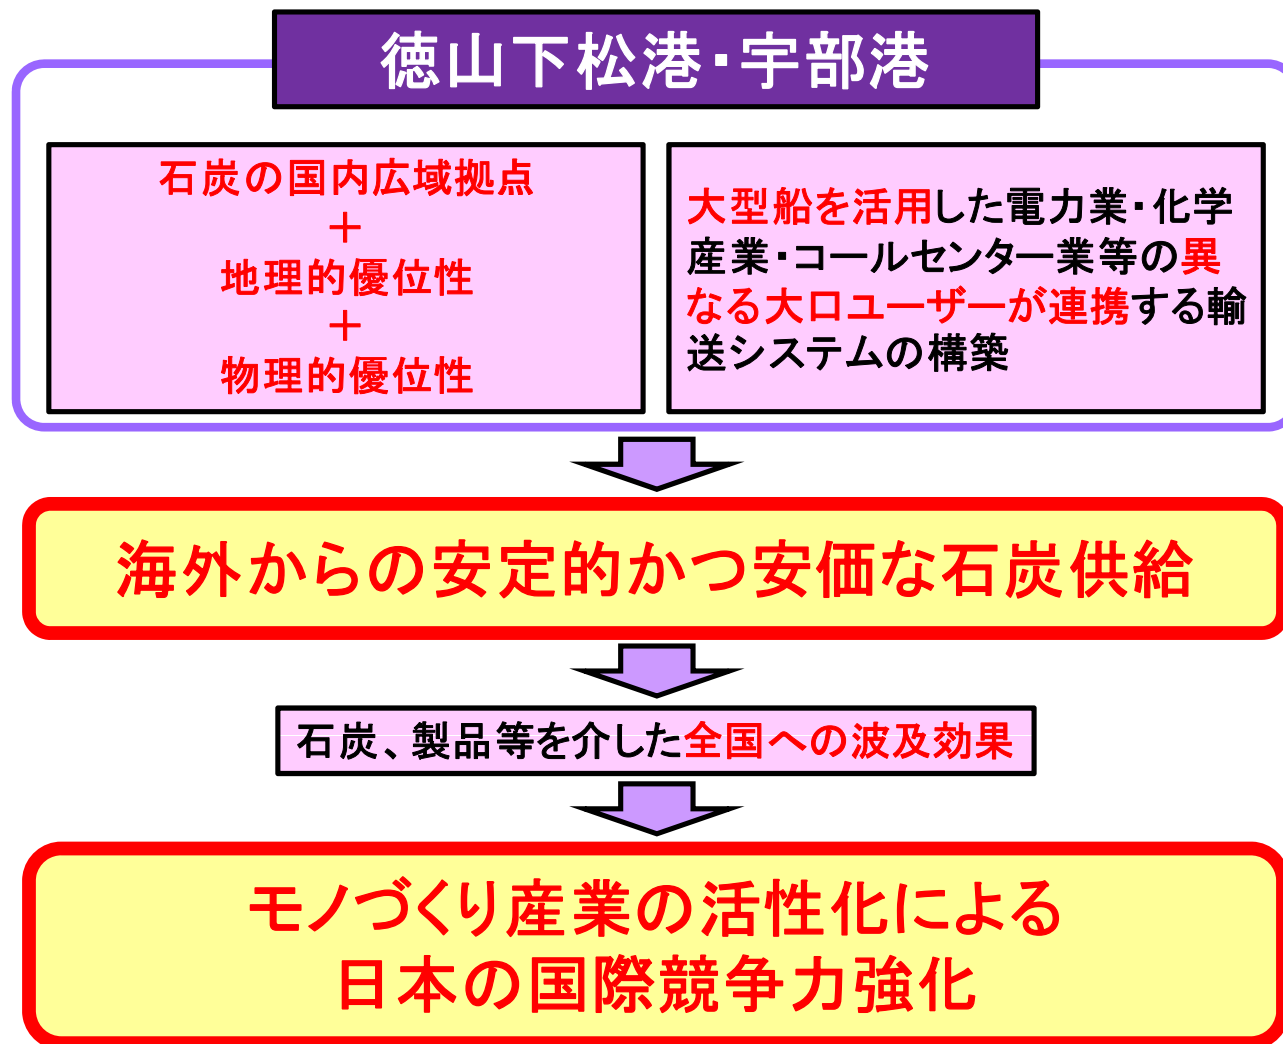 徳山下松港・宇部港
石炭の国内広域拠点
＋
地理的優位性
＋
物理的優位性
大型船を活用した電力業・化学
産業・コールセンター業等の異
なる大口ユーザーが連携する輸
送システムの構築
海外からの安定的かつ安価な石炭供給
石炭、製品等を介した全国への波及効果
モノづくり産業の活性化による
日本の国際競争力強化